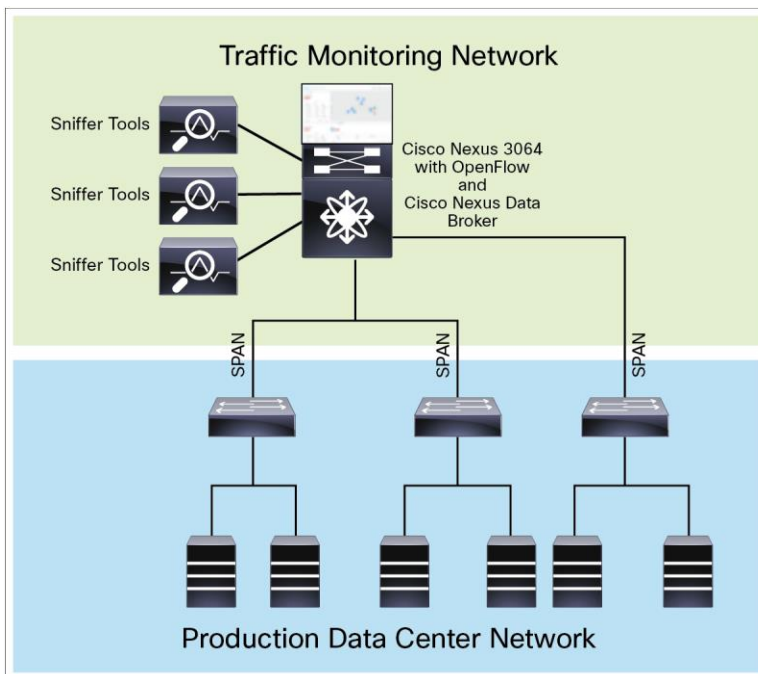 Traffic Monitoring Network
Sniffer Tools
Sniffer Tools
Sniffer Tools
Cisco Nexus 3064
with OpenFlow
and
Cisco Nexus Data
Broker
SPAN
SPAN
SPAN
Production Data Center Network